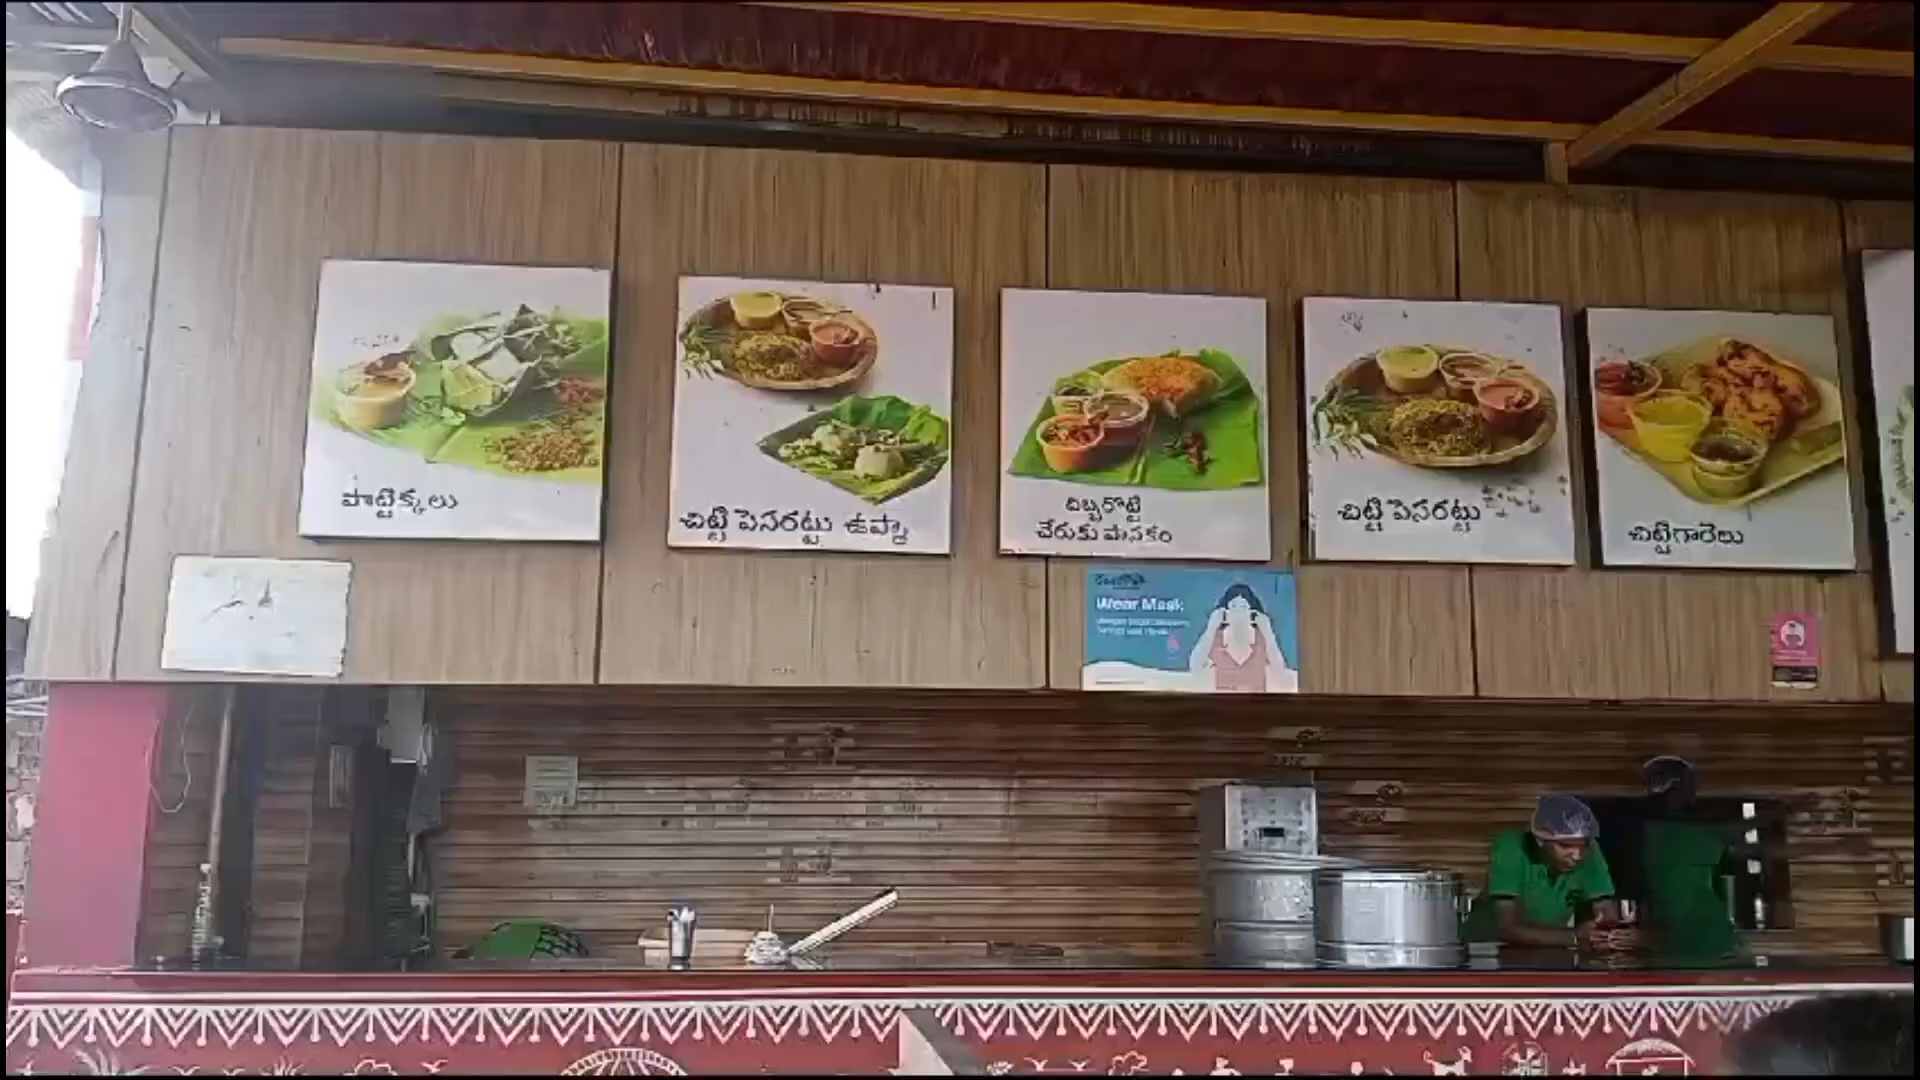 పొట్టిక్కలు
చిట్టి పెసరట్టు ఉప్మా
దిబ్బరొట్టి
చేరుకు పానకం
చిట్టి పెసరట్టు
చిట్టిగారెలు
Wear Mask